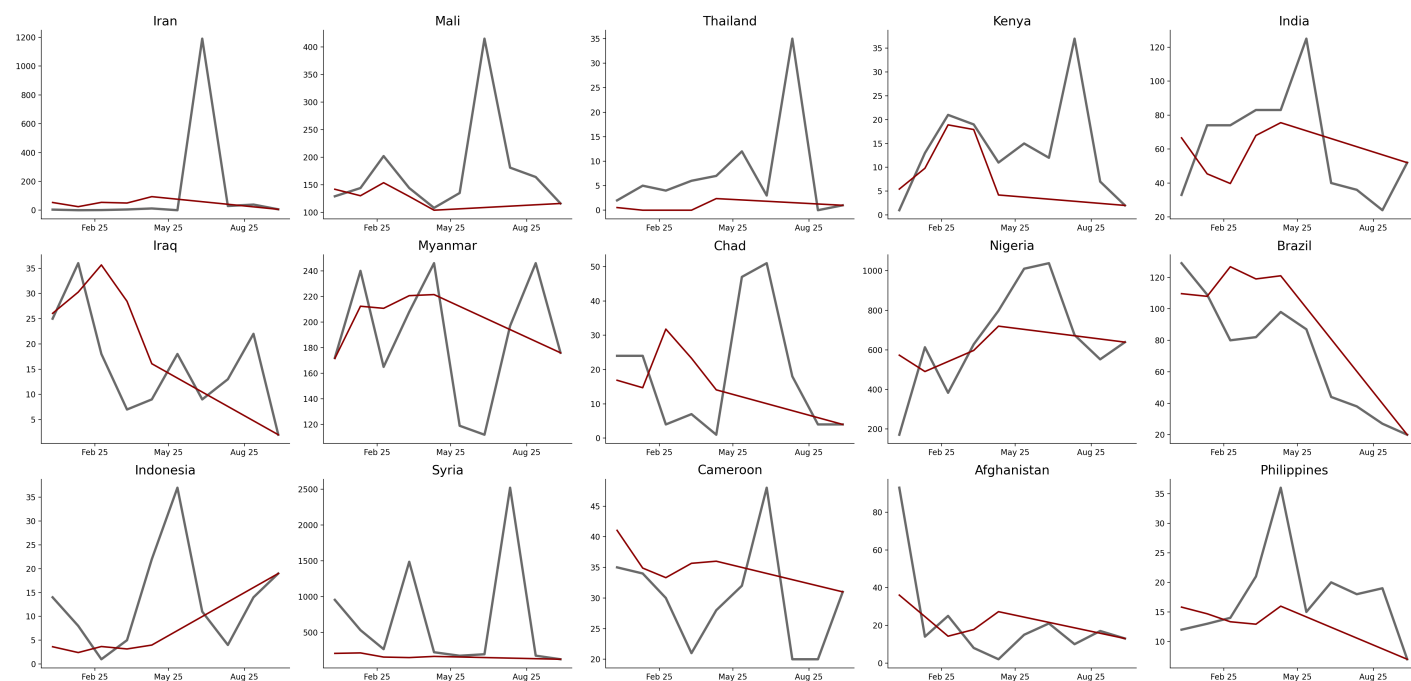 Iran Mali Thailand Kenya India
1200 400 35 35 120
1000 350 30 30 100
800 300 25 25 80
600 250 20 20 60
400 200 15 15 40
200 150 10 10 20
0 100 5 5
0 0
Feb 25 May 25 Aug 25 Feb 25 May 25 Aug 25 Feb 25 May 25 Aug 25 Feb 25 May 25 Aug 25 Feb 25 May 25 Aug 25
Iraq Myanmar Chad Nigeria Brazil
35 240 50 1000 120
30 220 40 800 100
25 200 30 600 80
20 180 20 400 60
15 160 10 200 40
10 140 0 20
5 120
Feb 25 May 25 Aug 25 Feb 25 May 25 Aug 25 Feb 25 May 25 Aug 25 Feb 25 May 25 Aug 25 Feb 25 May 25 Aug 25
Indonesia Syria Cameroon Afghanistan Philippines
35 2500 45 80 35
30 2000 40 60 30
25 1500 35 40 25
20 1000 30 20 20
15 500 25 0 15
10 20 10
5
0
Feb 25 May 25 Aug 25 Feb 25 May 25 Aug 25 Feb 25 May 25 Aug 25 Feb 25 May 25 Aug 25 Feb 25 May 25 Aug 25